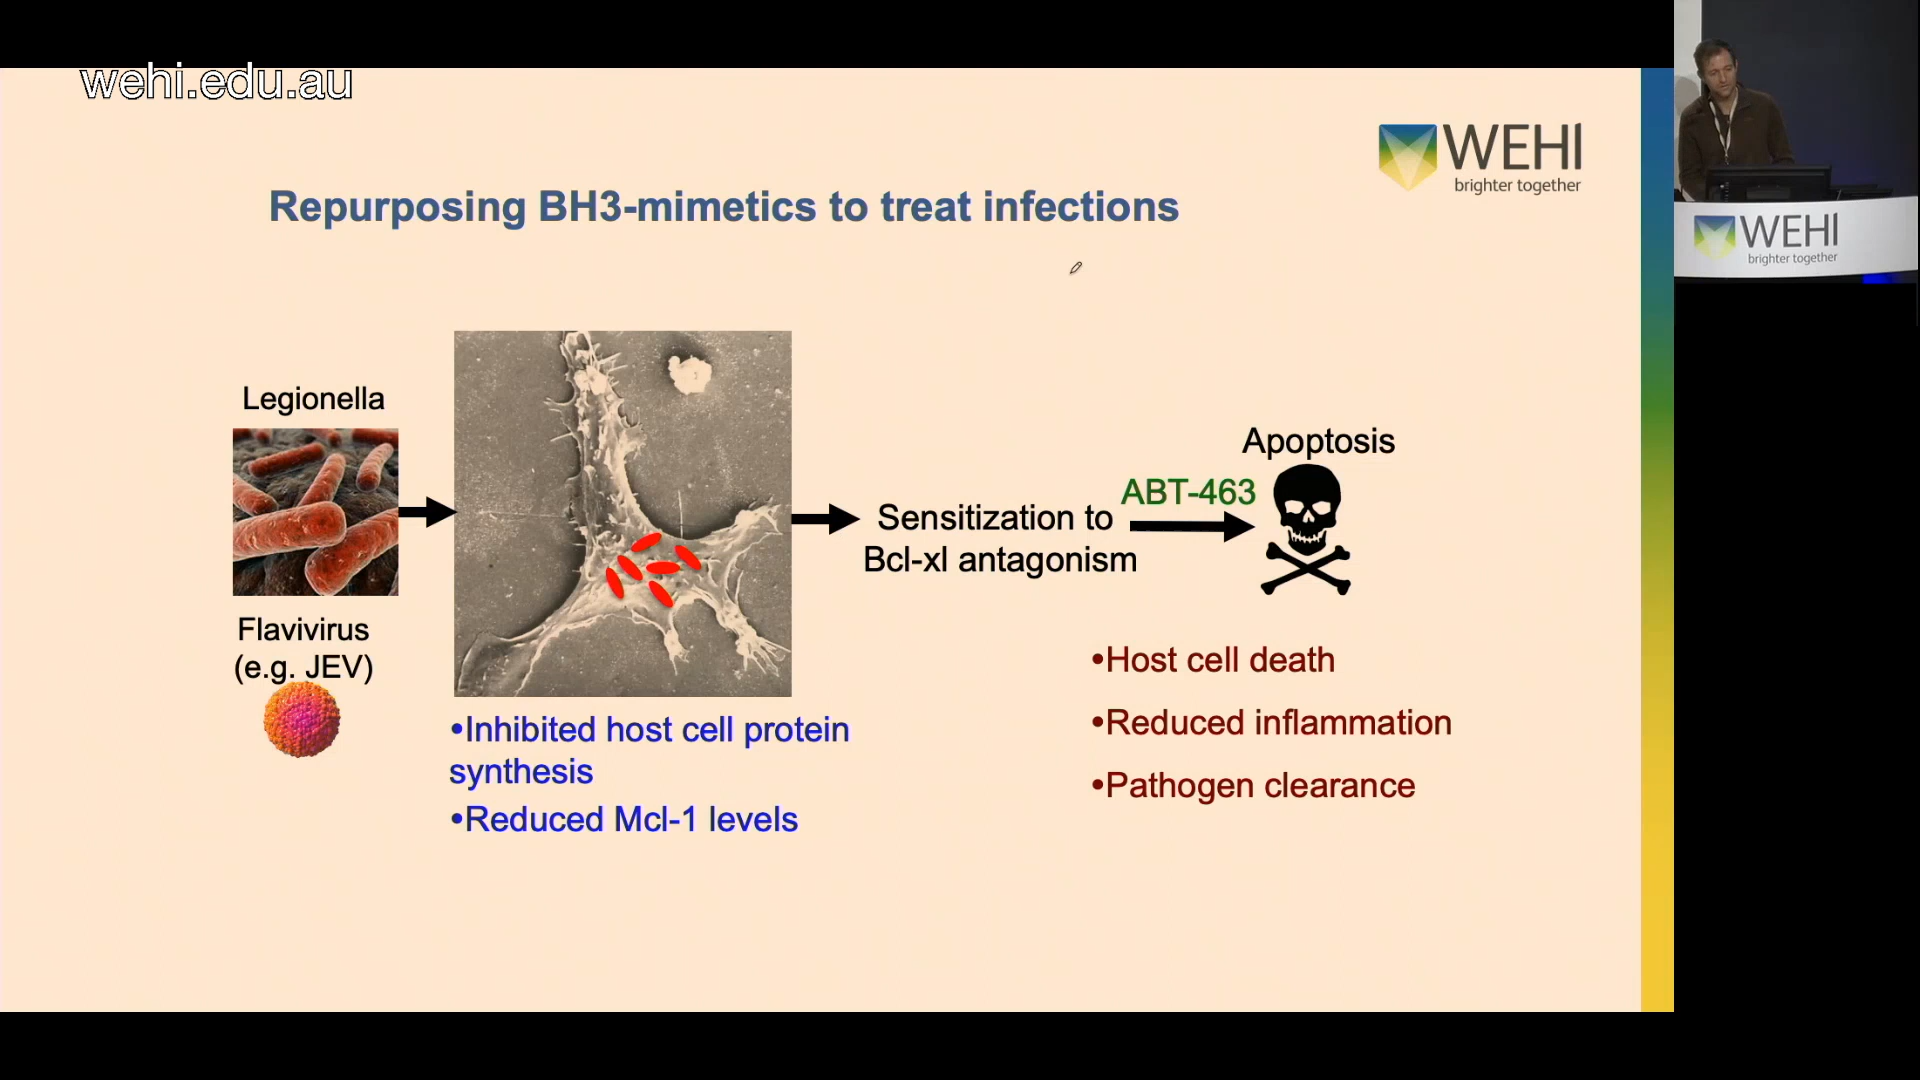 wehi.edu.au
WEHI
brighter together
Repurposing BH3-mimetics to treat infections
WEHI
brighter together
Legionella
Flavivirus
(e.g. JEV)
•Inhibited host cell protein
synthesis
•Reduced Mcl-1 levels
Sensitization to
Bcl-xl antagonism
ABT-463
Apoptosis
•Host cell death
•Reduced inflammation
•Pathogen clearance